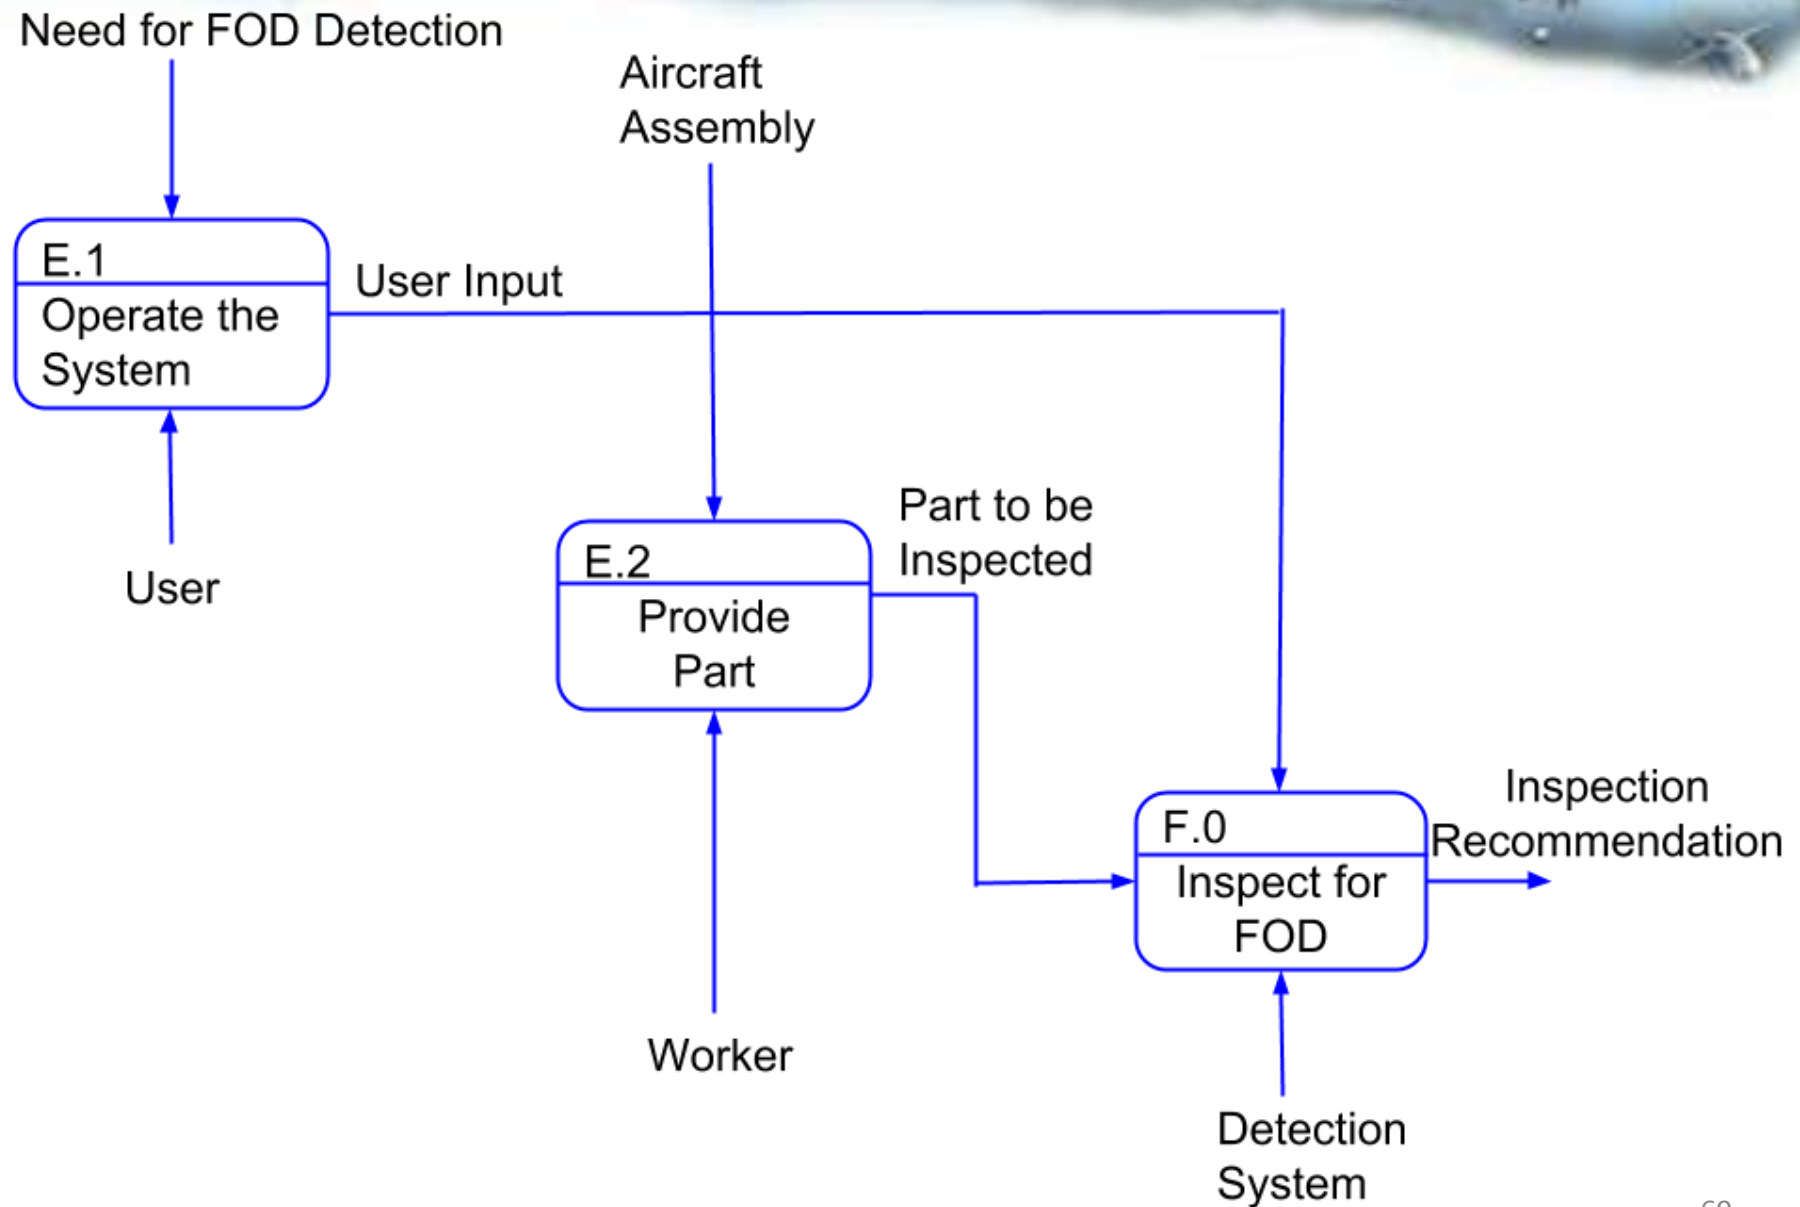 Need for FOD Detection
Aircraft
Assembly
E.1
Operate the
System
User Input
User
E.2
Provide
Part
Part to be
Inspected
Worker
F.0
Inspect for
FOD
Inspection
Recommendation
Detection
System